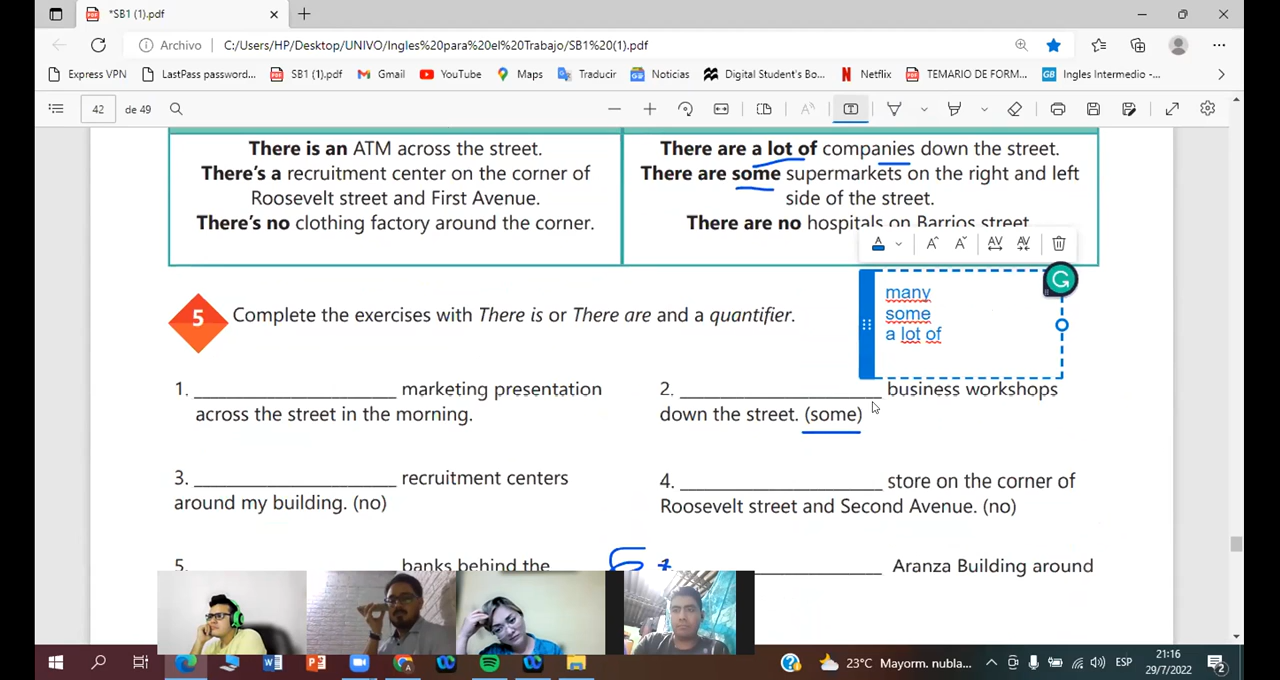 *SB1 (1).pdf
Archivo
C:/Users/HP/Desktop/UNIVO/Ingles%20para%20el%20Trabajo/SB1%20(1).pdf
Express VPN
LastPass password...
SB1 (1).pdf
Gmail
YouTube
Maps
Traducir
Noticias
Digital Student's Bo...
Netflix
TEMARIO DE FORM...
Ingles Intermedio -...
42
de 49
There is an ATM across the street.
There's a recruitment center on the corner of
Roosevelt street and First Avenue.
There's no clothing factory around the corner.
There are a lot of companies down the street.
There are some supermarkets on the right and left
side of the street.
There are no hospitals on Barrios street
many
some
a lot of
5
Complete the exercises with There is or There are and a quantifier.
1. ______________________ marketing presentation
across the street in the morning.
2. ______________________ business workshops
down the street. (some)
3. ______________________ recruitment centers
around my building. (no)
4. ______________________ store on the corner of
Roosevelt street and Second Avenue. (no)
5. banks behind the
______________ Aranza Building around
23°C Mayorm. nubla...
ESP
21:16
29/7/2022
2